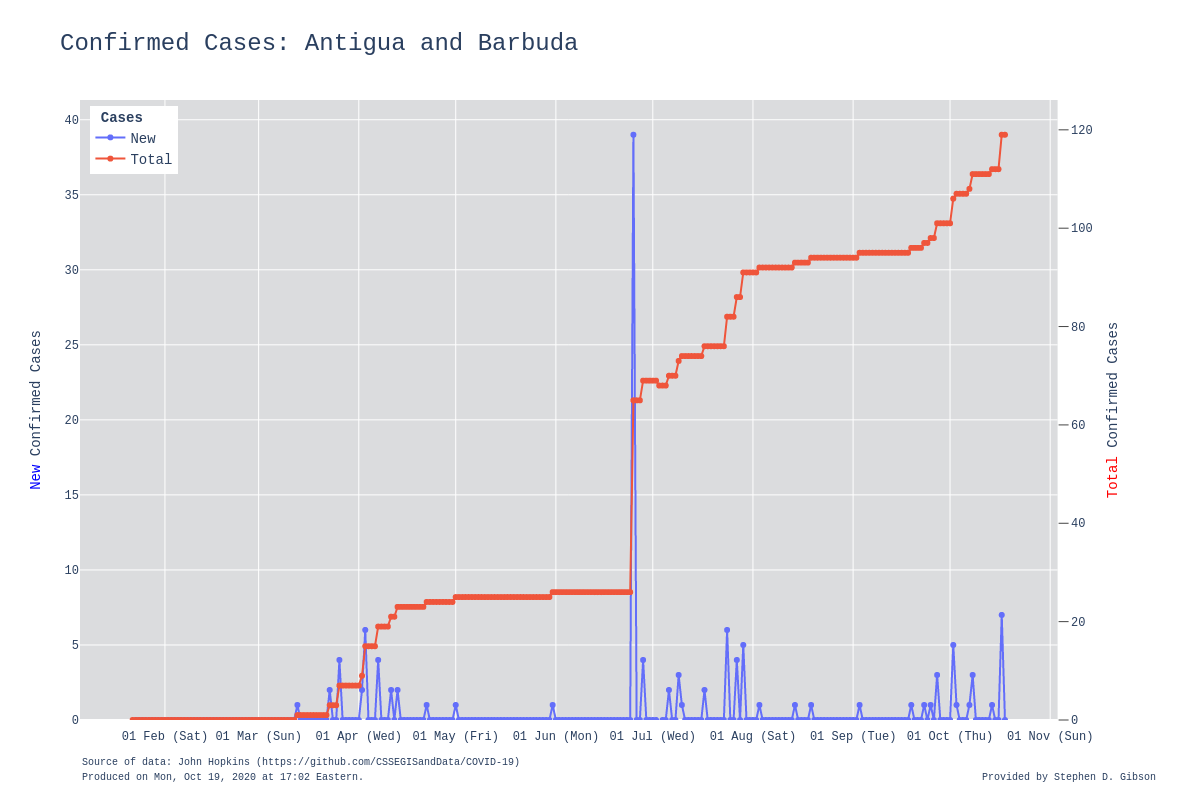 Confirmed Cases: Antigua and Barbuda
Cases
New
Total
40
35
30
25
20
15
10
5
0
120
100
80
60
40
20
0
New Confirmed Cases
Total Confirmed Cases
01 Feb (Sat) 01 Mar (Sun) 01 Apr (Wed) 01 May (Fri) 01 Jun (Mon) 01 Jul (Wed) 01 Aug (Sat) 01 Sep (Tue) 01 Oct (Thu) 01 Nov (Sun)
Source of data: John Hopkins (https://github.com/CSSEGISandData/COVID-19)
Produced on Mon, Oct 19, 2020 at 17:02 Eastern.
Provided by Stephen D. Gibson